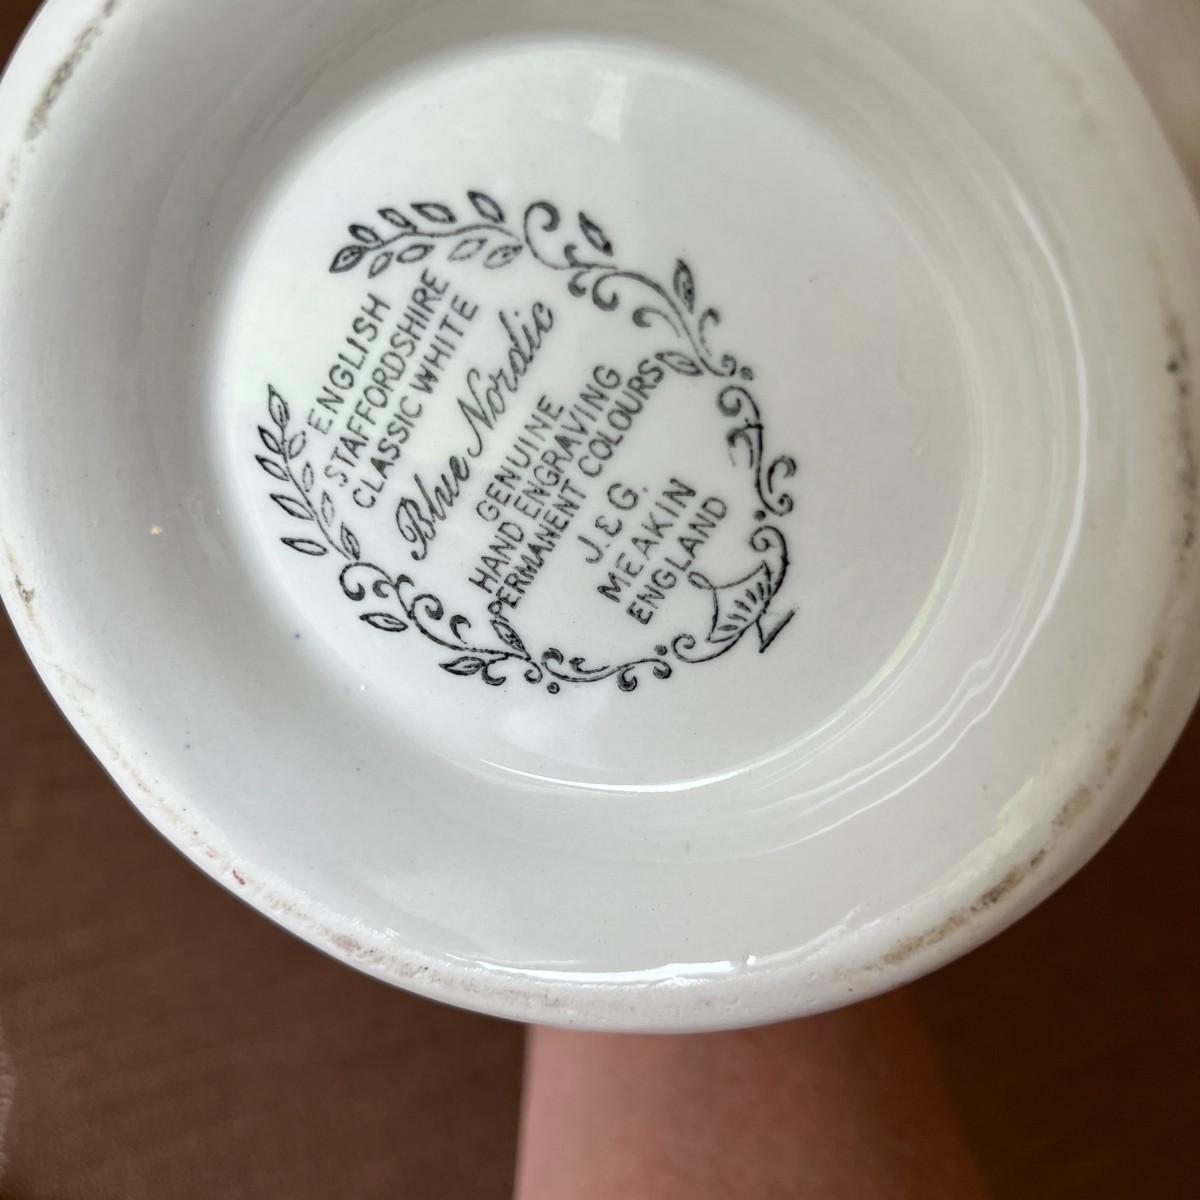 ENGLISH
STAFFORDSHIRE
CLASSIC WHITE
Blue Nordic
GENUINE
HAND ENGRAVING
PERMANENT COLOURS
J. & G.
MEAKIN
ENGLAND